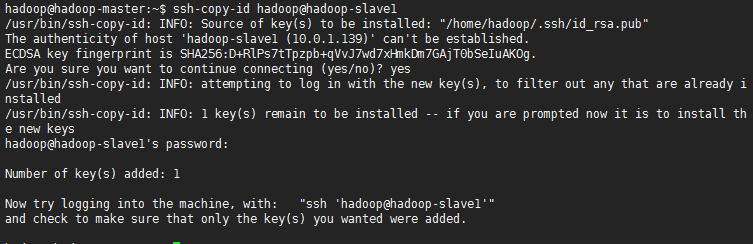 hadoop@hadoop-master:~$ ssh-copy-id hadoop@hadoop-slave1
/usr/bin/ssh-copy-id: INFO: Source of key(s) to be installed: "/home/hadoop/.ssh/id_rsa.pub"
The authenticity of host 'hadoop-slave1 (10.0.1.139)' can't be established.
ECDSA key fingerprint is SHA256:D+RlPs7tTpzpb+qVvJ7wd7xHmkDm7GAjT0bSeIuAKOg.
Are you sure you want to continue connecting (yes/no)? yes
/usr/bin/ssh-copy-id: INFO: attempting to log in with the new key(s), to filter out any that are already i
nstalled
/usr/bin/ssh-copy-id: INFO: 1 key(s) remain to be installed -- if you are prompted now it is to install th
e new keys
hadoop@hadoop-slave1's password:
Number of key(s) added: 1
Now try logging into the machine, with:   "ssh 'hadoop@hadoop-slave1'"
and check to make sure that only the key(s) you wanted were added.